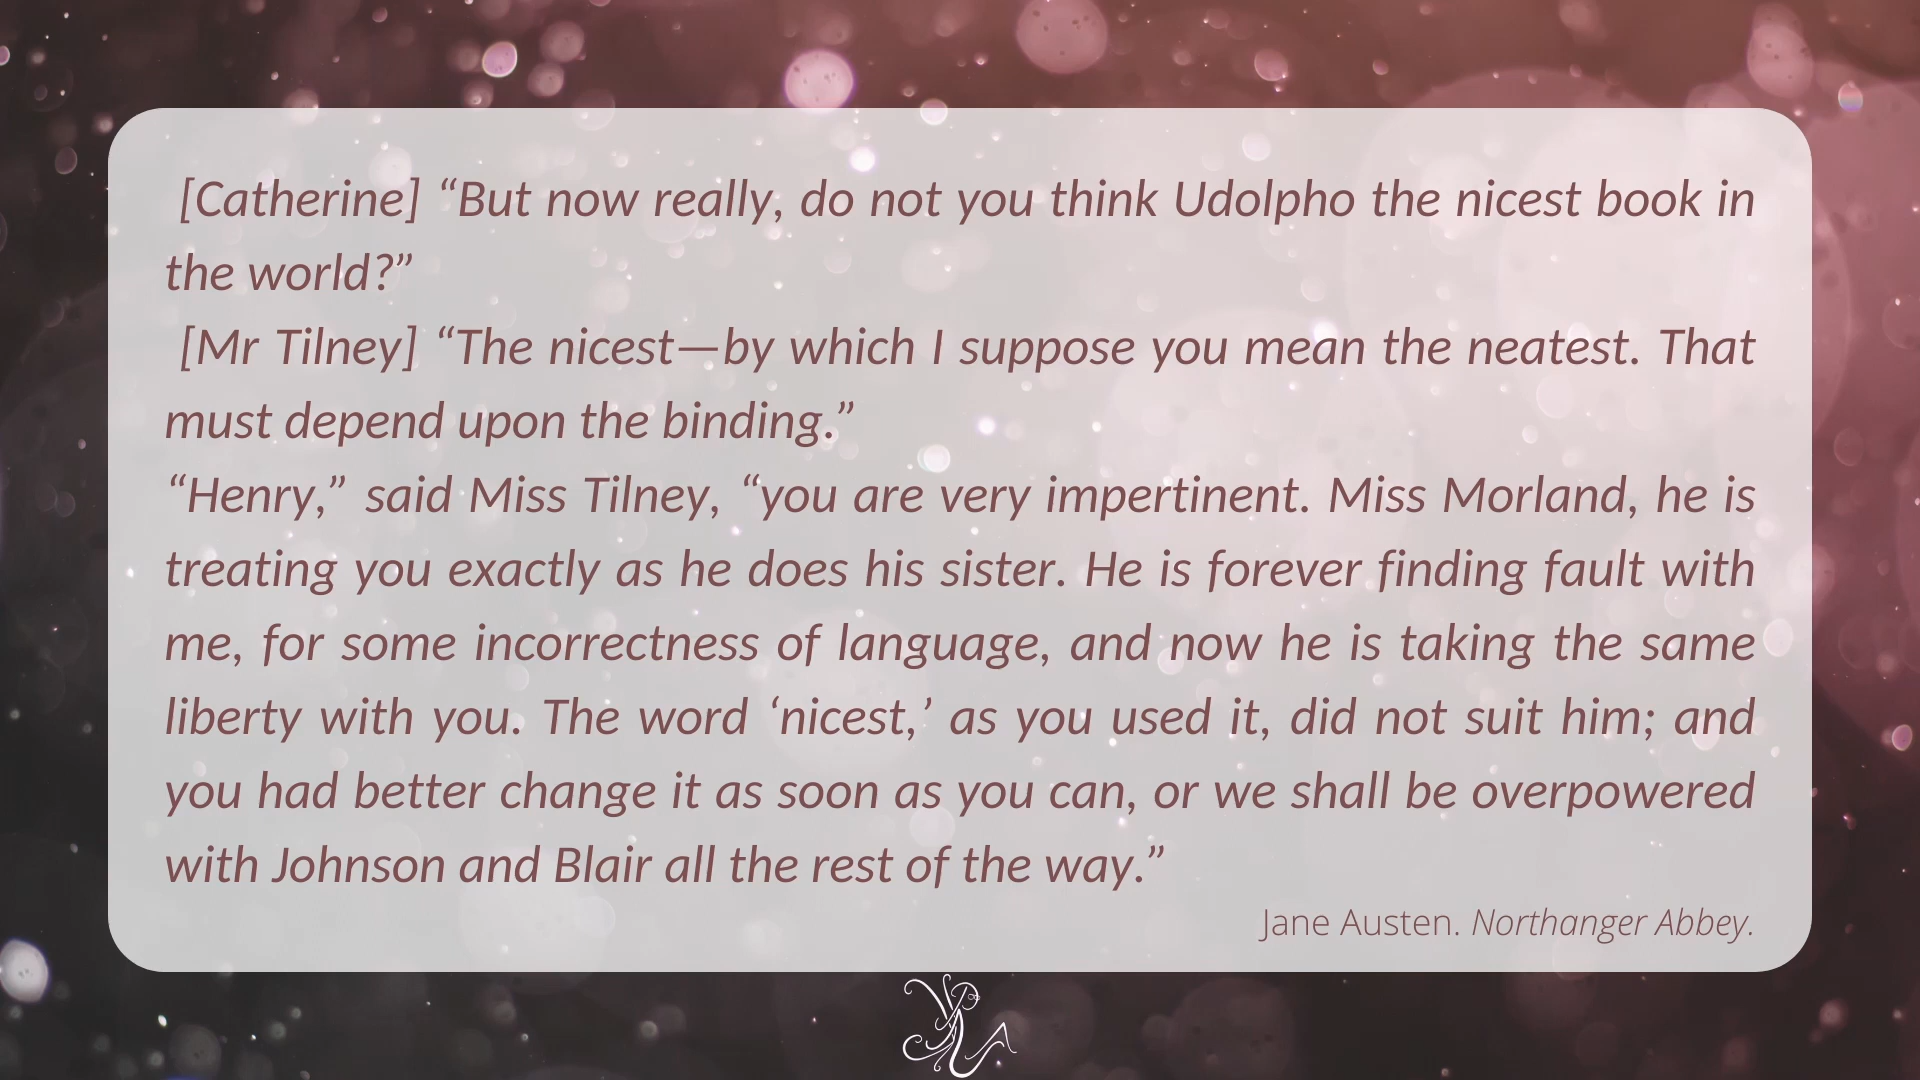 [Catherine] “But now really, do not you think Udolpho the nicest book in
the world?”
[Mr Tilney] “The nicest—by which I suppose you mean the neatest. That
must depend upon the binding.”
“Henry,” said Miss Tilney, “you are very impertinent. Miss Morland, he is
treating you exactly as he does his sister. He is forever finding fault with
me, for some incorrectness of language, and now he is taking the same
liberty with you. The word ‘nicest,’ as you used it, did not suit him; and
you had better change it as soon as you can, or we shall be overpowered
with Johnson and Blair all the rest of the way.”
Jane Austen. Northanger Abbey.